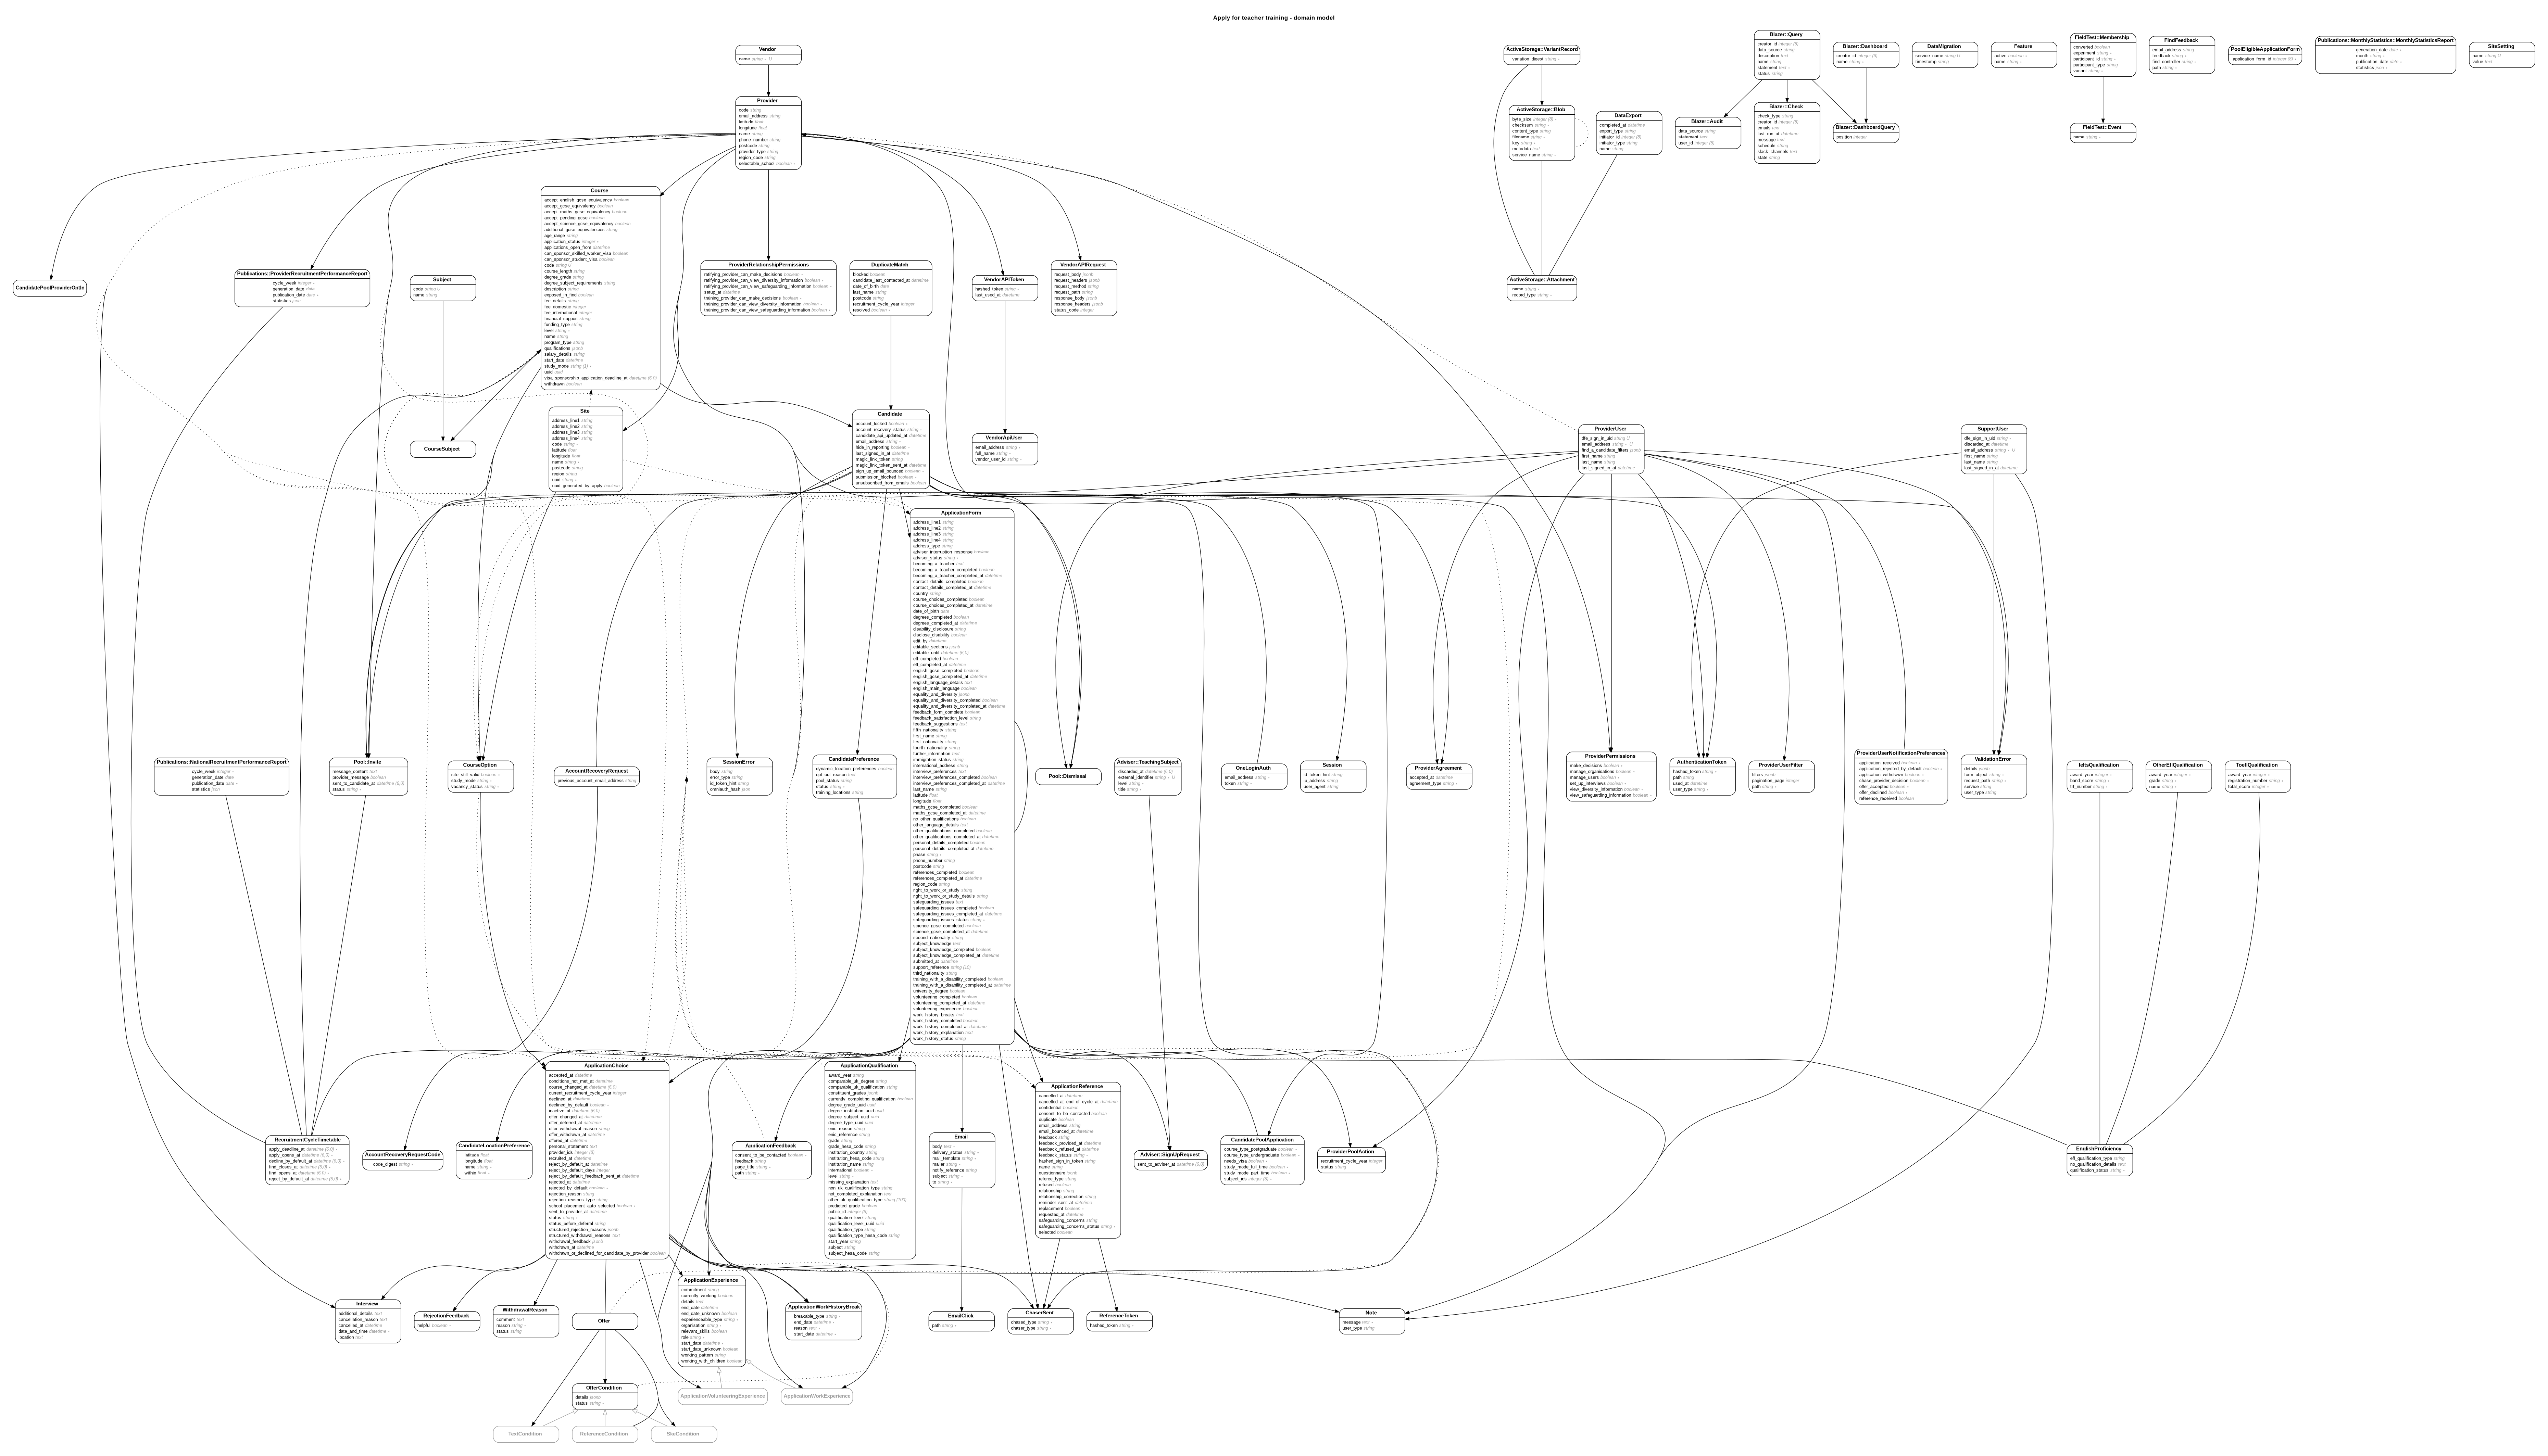 Apply for teacher training - domain model
Vendor
name string ∗ U
Provider
code string
email_address string
latitude float
longitude float
name string
phone_number string
postcode string
provider_type string
region_code string
selectable_school boolean ∗
ActiveStorage::VariantRecord
variation_digest string ∗
ActiveStorage::Blob
byte_size integer (8) ∗
checksum string
content_type string
filename string ∗
key string ∗
metadata text
service_name string ∗
DataExport
completed_at datetime
export_type string
initiator_id integer (8)
initiator_type string
name string
ActiveStorage::Attachment
name string ∗
record_type string ∗
Blazer::Query
creator_id integer (8)
data_source string
description text
name string
statement text
status string
Blazer::Audit
data_source string
statement text
user_id integer (8)
Blazer::Check
check_type string
creator_id integer (8)
emails text
last_run_at datetime
message text
schedule string
slack_channels text
state string
Blazer::Dashboard
creator_id integer (8)
name string ∗
Blazer::DashboardQuery
position integer
DataMigration
service_name string U
timestamp string
Feature
active boolean ∗
name string ∗
FieldTest::Membership
converted boolean
experiment string ∗
participant_id string ∗
participant_type string
variant string ∗
FieldTest::Event
name string ∗
FindFeedback
email_address string
feedback string ∗
find_controller string ∗
path string ∗
PoolEligibleApplicationForm
application_form_id integer (8) ∗
Publications::MonthlyStatistics::MonthlyStatisticsReport
generation_date date ∗
month string ∗
publication_date date ∗
statistics json ∗
SiteSetting
name string U
value text
Course
accept_english_gcse_equivalency boolean
accept_gcse_equivalency boolean
accept_maths_gcse_equivalency boolean
accept_pending_gcse boolean
accept_science_gcse_equivalency boolean
additional_gcse_equivalencies string
age_range string
application_status integer ∗
applications_open_from datetime
can_sponsor_skilled_worker_visa boolean
can_sponsor_student_visa boolean
code string U
course_length string
degree_grade string
degree_subject_requirements string
description string
exposed_in_find boolean
fee_details string
fee_domestic integer
fee_international integer
financial_support string
funding_type string
level string ∗
name string
program_type string
qualifications jsonb
salary_details string
start_date datetime
study_mode string (1) ∗
uuid uuid
visa_sponsorship_application_deadline_at datetime (6,0)
withdrawn boolean
CandidatePoolProviderOptIn
Publications::ProviderRecruitmentPerformanceReport
cycle_week integer ∗
generation_date date
publication_date date ∗
statistics json
Subject
code string U
name string
CourseSubject
ProviderRelationshipPermissions
ratifying_provider_can_make_decisions boolean ∗
ratifying_provider_can_view_diversity_information boolean ∗
ratifying_provider_can_view_safeguarding_information boolean ∗
setup_at datetime
training_provider_can_make_decisions boolean ∗
training_provider_can_view_diversity_information boolean ∗
training_provider_can_view_safeguarding_information boolean ∗
DuplicateMatch
blocked boolean
candidate_last_contacted_at datetime
date_of_birth date
last_name string
postcode string
recruitment_cycle_year integer
resolved boolean ∗
VendorAPIToken
hashed_token string ∗
last_used_at datetime
VendorAPIRequest
request_body jsonb
request_headers jsonb
request_method string
request_path string
response_body jsonb
response_headers jsonb
status_code integer
Site
address_line1 string
address_line2 string
address_line3 string
address_line4 string
code string ∗
latitude float
longitude float
name string ∗
postcode string
region string
uuid string ∗
uuid_generated_by_apply boolean
Candidate
account_locked boolean ∗
account_recovery_status string ∗
candidate_api_updated_at datetime
email_address string ∗
hide_in_reporting boolean ∗
last_signed_in_at datetime
magic_link_token string
magic_link_token_sent_at datetime
sign_up_email_bounced boolean ∗
submission_blocked boolean ∗
unsubscribed_from_emails boolean
VendorApiUser
email_address string ∗
full_name string ∗
vendor_user_id string ∗
ProviderUser
dfe_sign_in_uid string U
email_address string ∗ U
find_a_candidate_filters jsonb
first_name string
last_name string
last_signed_in_at datetime
SupportUser
dfe_sign_in_uid string ∗
discarded_at datetime
email_address string ∗ U
first_name string
last_name string
last_signed_in_at datetime
ApplicationForm
address_line1 string
address_line2 string
address_line3 string
address_line4 string
address_type string
adviser_interruption_response boolean
adviser_status string ∗
becoming_a_teacher text
becoming_a_teacher_completed boolean
becoming_a_teacher_completed_at datetime
contact_details_completed boolean
contact_details_completed_at datetime
country string
course_choices_completed boolean
course_choices_completed_at datetime
date_of_birth date
degrees_completed boolean
degrees_completed_at datetime
disability_disclosure string
disclose_disability boolean
edit_by datetime
editable_sections jsonb
editable_until datetime (6,0)
efl_completed boolean
efl_completed_at datetime
english_gcse_completed boolean
english_gcse_completed_at datetime
english_language_details text
english_main_language boolean
equality_and_diversity jsonb
equality_and_diversity_completed boolean
equality_and_diversity_completed_at datetime
feedback_form_complete boolean
feedback_satisfaction_level string
feedback_suggestions text
fifth_nationality string
first_name string
first_nationality string
fourth_nationality string
further_information text
immigration_status string
international_address string
interview_preferences text
interview_preferences_completed boolean
interview_preferences_completed_at datetime
last_name string
latitude float
longitude float
maths_gcse_completed boolean
maths_gcse_completed_at datetime
no_other_qualifications boolean
other_language_details text
other_qualifications_completed boolean
other_qualifications_completed_at datetime
personal_details_completed boolean
personal_details_completed_at datetime
phase string ∗
phone_number string
postcode string
references_completed boolean
references_completed_at datetime
region_code string
right_to_work_or_study string
right_to_work_or_study_details string
safeguarding_issues text
safeguarding_issues_completed boolean
safeguarding_issues_completed_at datetime
safeguarding_issues_status string ∗
science_gcse_completed boolean
science_gcse_completed_at datetime
second_nationality string
subject_knowledge text
subject_knowledge_completed boolean
subject_knowledge_completed_at datetime
submitted_at datetime
support_reference string (10)
third_nationality string
training_with_a_disability_completed boolean
training_with_a_disability_completed_at datetime
university_degree boolean
volunteering_completed boolean
volunteering_completed_at datetime
volunteering_experience boolean
work_history_breaks text
work_history_completed boolean
work_history_completed_at datetime
work_history_explanation text
work_history_status string
Publications::NationalRecruitmentPerformanceReport
cycle_week integer ∗
generation_date date
publication_date date ∗
statistics json
Pool::Invite
message_content text
provider_message boolean
sent_to_candidate_at datetime (6,0)
status string ∗
CourseOption
site_still_valid boolean ∗
study_mode string ∗
vacancy_status string ∗
AccountRecoveryRequest
previous_account_email_address string
SessionError
body string
error_type string
id_token_hint string
omniauth_hash json
CandidatePreference
dynamic_location_preferences boolean
opt_out_reason text
pool_status string
status string ∗
training_locations string
Pool::Dismissal
Adviser::TeachingSubject
discarded_at datetime (6,0)
external_identifier string ∗ U
level string ∗
title string ∗
OneLoginAuth
email_address string ∗
token string ∗
Session
id_token_hint string
ip_address string
user_agent string
ProviderAgreement
accepted_at datetime
agreement_type string ∗
ProviderPermissions
make_decisions boolean ∗
manage_organisations boolean ∗
manage_users boolean ∗
set_up_interviews boolean ∗
view_diversity_information boolean ∗
view_safeguarding_information boolean ∗
AuthenticationToken
hashed_token string ∗
path string
used_at datetime
user_type string ∗
ProviderUserFilter
filters jsonb
pagination_page integer
path string ∗
ProviderUserNotificationPreferences
application_received boolean ∗
application_rejected_by_default boolean ∗
application_withdrawn boolean ∗
chase_provider_decision boolean ∗
offer_accepted boolean ∗
offer_declined boolean ∗
reference_received boolean
ValidationError
details jsonb
form_object string ∗
request_path string ∗
service string
user_type string
IeltsQualification
award_year integer ∗
band_score string ∗
trf_number string ∗
OtherEflQualification
award_year integer ∗
grade string ∗
name string ∗
ToeflQualification
award_year integer ∗
registration_number string ∗
total_score integer ∗
ApplicationChoice
accepted_at datetime
conditions_not_met_at datetime
course_changed_at datetime (6,0)
current_recruitment_cycle_year integer
declined_at datetime
declined_by_default boolean ∗
inactive_at datetime (6,0)
offer_changed_at datetime
offer_deferred_at datetime
offer_withdrawal_reason string
offer_withdrawn_at datetime
offered_at datetime
personal_statement text
provider_ids integer (8)
recruited_at datetime
reject_by_default_at datetime
reject_by_default_days integer
reject_by_default_feedback_sent_at datetime
rejected_at datetime
rejected_by_default boolean ∗
rejection_reason string
rejection_reasons_type string
school_placement_auto_selected boolean ∗
sent_to_provider_at datetime
status string ∗
status_before_deferral string
structured_rejection_reasons jsonb
structured_withdrawal_reasons text
withdrawal_feedback jsonb
withdrawn_at datetime
withdrawn_or_declined_for_candidate_by_provider boolean
ApplicationQualification
award_year string
comparable_uk_degree string
comparable_uk_qualification string
constituent_grades jsonb
currently_completing_qualification boolean
degree_grade_uuid uuid
degree_institution_uuid uuid
degree_subject_uuid uuid
degree_type_uuid uuid
enic_reason string
enic_reference string
grade string
grade_hesa_code string
institution_country string
institution_hesa_code string
institution_name string
international boolean ∗
level string ∗
missing_explanation text
non_uk_qualification_type string
not_completed_explanation text
other_uk_qualification_type string (100)
predicted_grade boolean
public_id integer (8)
qualification_level string
qualification_level_uuid uuid
qualification_type string
qualification_type_hesa_code string
start_year string
subject string
subject_hesa_code string
ApplicationReference
cancelled_at datetime
cancelled_at_end_of_cycle_at datetime
confidential boolean
consent_to_be_contacted boolean
duplicate boolean
email_address string
email_bounced_at datetime
feedback string
feedback_provided_at datetime
feedback_refused_at datetime
feedback_status string ∗
hashed_sign_in_token string
name string
questionnaire jsonb
referee_type string
refused boolean
relationship string
relationship_correction string
reminder_sent_at datetime
replacement boolean ∗
requested_at datetime
safeguarding_concerns string
safeguarding_concerns_status string ∗
selected boolean
RecruitmentCycleTimetable
apply_deadline_at datetime (6,0) ∗
apply_opens_at datetime (6,0) ∗
decline_by_default_at datetime (6,0) ∗
find_closes_at datetime (6,0) ∗
find_opens_at datetime (6,0) ∗
reject_by_default_at datetime (6,0) ∗
AccountRecoveryRequestCode
code_digest string ∗
CandidateLocationPreference
latitude float
longitude float
name string ∗
within float ∗
ApplicationFeedback
consent_to_be_contacted boolean ∗
feedback string
page_title string ∗
path string ∗
Email
body text ∗
delivery_status string ∗
mail_template string ∗
mailer string ∗
notify_reference string
subject string ∗
to string ∗
Adviser::SignUpRequest
sent_to_adviser_at datetime (6,0)
CandidatePoolApplication
course_type_postgraduate boolean ∗
course_type_undergraduate boolean ∗
needs_visa boolean ∗
study_mode_full_time boolean ∗
study_mode_part_time boolean ∗
subject_ids integer (8) ∗
ProviderPoolAction
recruitment_cycle_year integer
status string
EnglishProficiency
efl_qualification_type string
no_qualification_details text
qualification_status string ∗
Interview
additional_details text
cancellation_reason text
cancelled_at datetime
date_and_time datetime ∗
location text
RejectionFeedback
helpful boolean ∗
WithdrawalReason
comment text
reason string ∗
status string
Offer
ApplicationExperience
commitment string
currently_working boolean
details text
end_date datetime
end_date_unknown boolean
experienceable_type string ∗
organisation string ∗
relevant_skills boolean
role string ∗
start_date datetime ∗
start_date_unknown boolean
working_pattern string
working_with_children boolean
ApplicationWorkHistoryBreak
breakable_type string ∗
end_date datetime ∗
reason text ∗
start_date datetime ∗
EmailClick
path string ∗
ChaserSent
chased_type string ∗
chaser_type string ∗
ReferenceToken
hashed_token string ∗
Note
message text ∗
user_type string
OfferCondition
details jsonb
status string ∗
ApplicationVolunteeringExperience
ApplicationWorkExperience
TextCondition
ReferenceCondition
SkeCondition